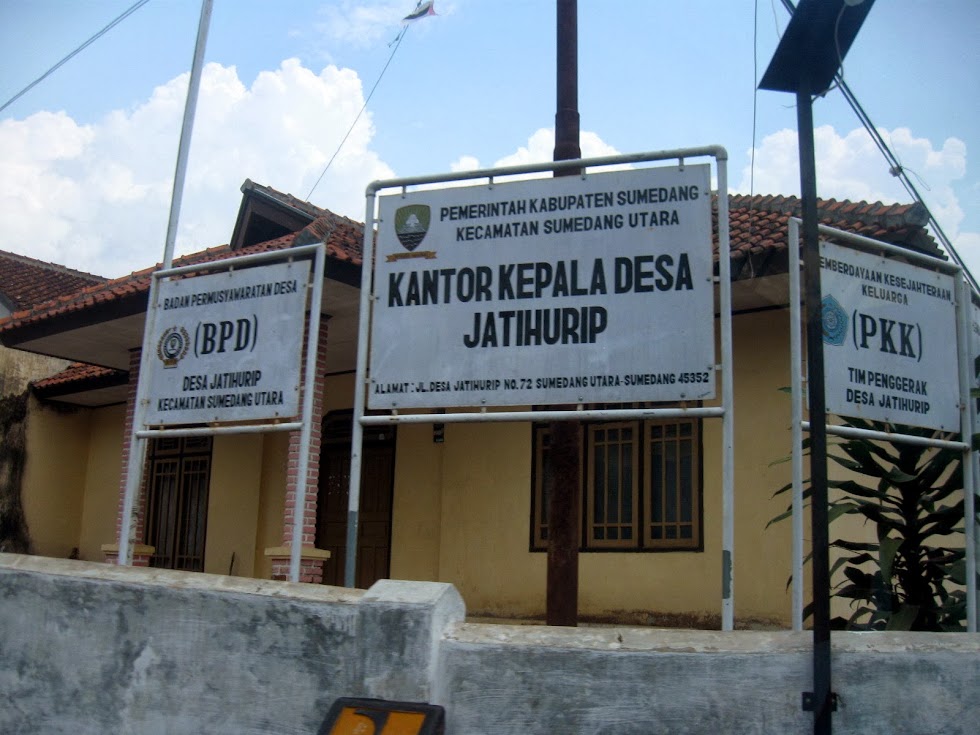 BADAN PERMUSYAWARATAN DESA
(BPD)
DESA JATIHURIP
KECAMATAN SUMEDANG UTARA
PEMERINTAH KABUPATEN SUMEDANG
KECAMATAN SUMEDANG UTARA
KANTOR KEPALA DESA
JATIHURIP
ALAMAT : JL. DESA JATIHURIP NO. 72 SUMEDANG UTARA - SUMEDANG 45352
KESEJAHTERAAN
KELUARGA
(PKK)
TIM PENGGERAK
DESA JATIHURIP